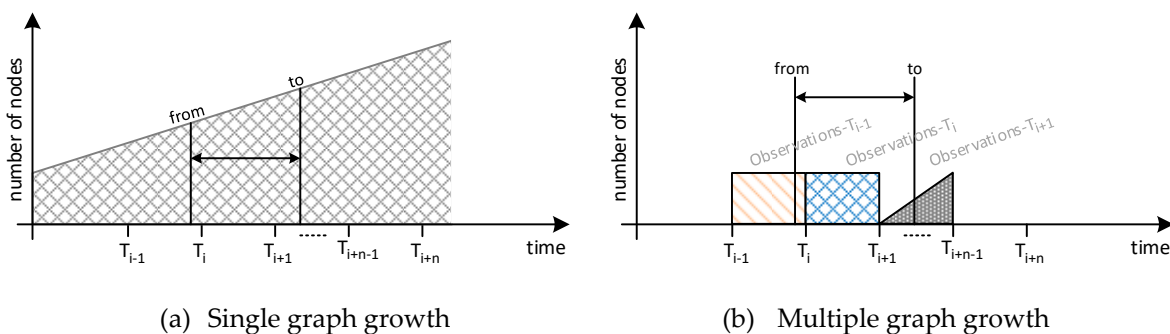 number of nodes
from
to
T_{i-1}
T_i
T_{i+1}
......
T_{i+n-1}
T_{i+n}
time
(a) Single graph growth
number of nodes
from
to
Observations-T_{i-1}
Observations-T_i
Observations-T_{i+1}
T_{i-1}
T_i
T_{i+1}
......
T_{i+n-1}
T_{i+n}
time
(b) Multiple graph growth